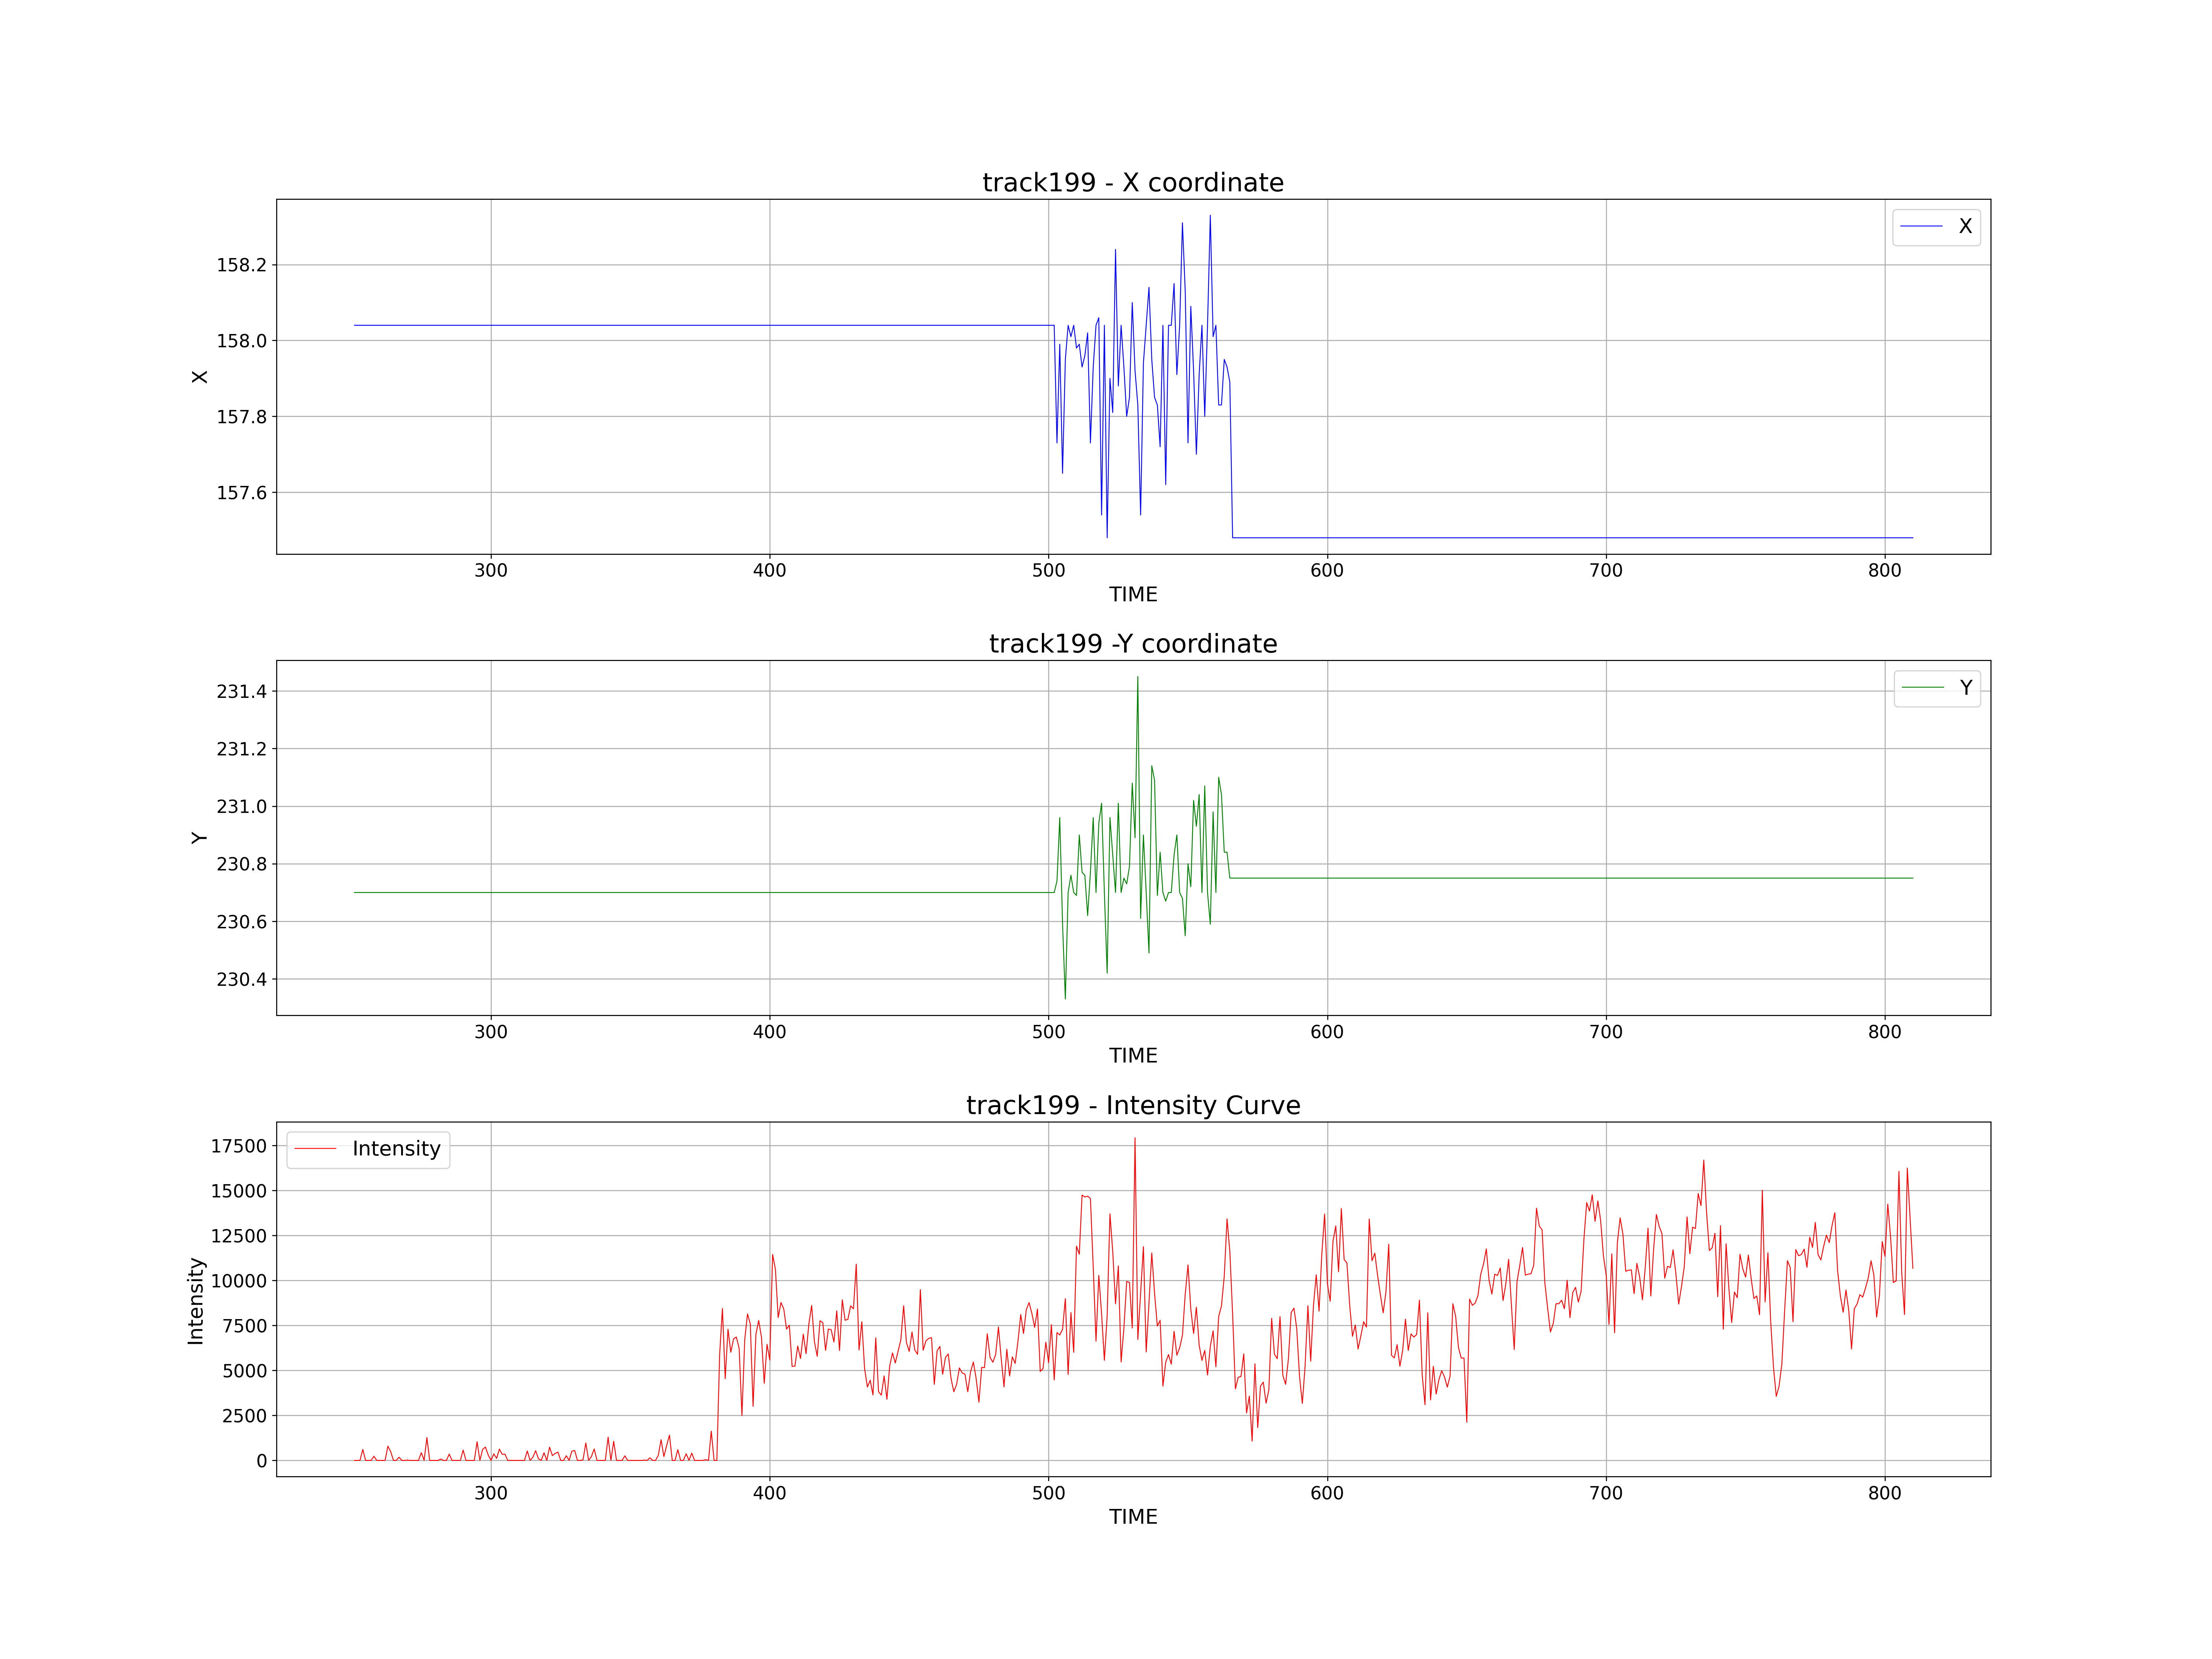 track199 - X coordinate
X
158.2
158.0
157.8
157.6
X
300 400 500 600 700 800
TIME
track199 -Y coordinate
Y
231.4
231.2
231.0
230.8
230.6
230.4
Y
300 400 500 600 700 800
TIME
track199 - Intensity Curve
Intensity
17500
15000
12500
10000
7500
5000
2500
0
Intensity
300 400 500 600 700 800
TIME